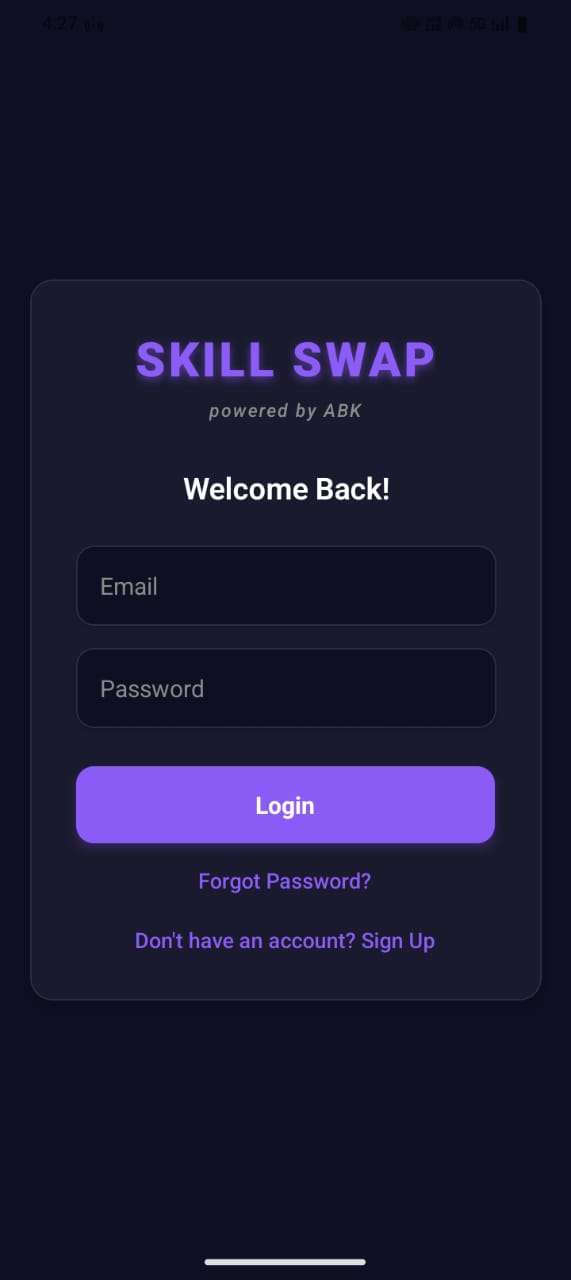 4:27
5G
SKILL SWAP
powered by ABK
Welcome Back!
Email
Password
Login
Forgot Password?
Don't have an account? Sign Up